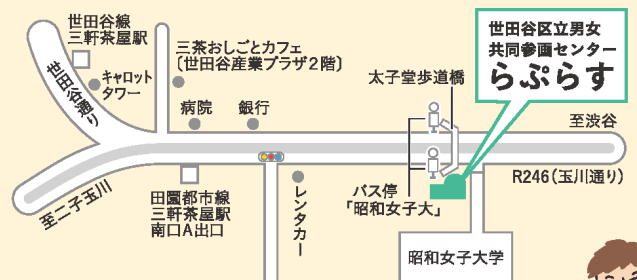 世田谷線
三軒茶屋駅
世田谷通り
キャロット
タワー
三茶おしごとカフェ
〔世田谷産業プラザ2階〕
病院
銀行
太子堂歩道橋
世田谷区立男女
共同参画センター
らぷらす
至渋谷
R246(玉川通り)
至二子玉川
田園都市線
三軒茶屋駅
南口A出口
レンタカー
バス停
「昭和女子大」
昭和女子大学